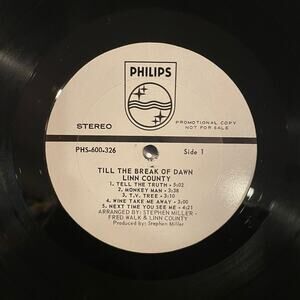 PHILIPS
STEREO
PROMOTIONAL COPY
NOT FOR SALE
PHS-600-326
Side 1
TILL THE BREAK OF DAWN
LINN COUNTY
1. TELL THE TRUTH - 5:02
2. MONKEY MAN - 3:38
3. T.V. TREE - 3:10
4. WINE TAKE ME AWAY - 3:00
5. NEXT TIME YOU SEE ME - 4:21
ARRANGED BY: STEPHEN MILLER -
FRED WALK & LINN COUNTY
Produced by: Stephen Miller